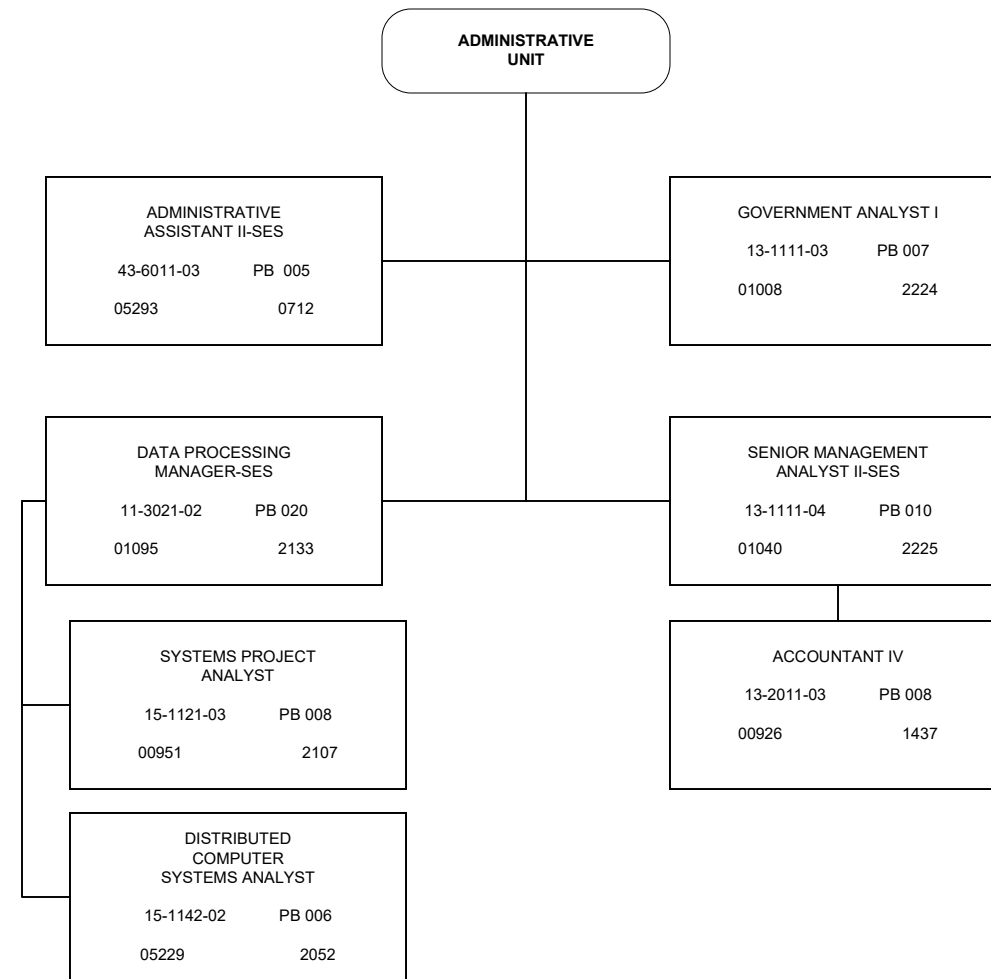 ADMINISTRATIVE
UNIT
ADMINISTRATIVE
ASSISTANT II-SES
43-6011-03 PB 005
05293 0712
GOVERNMENT ANALYST I
13-1111-03 PB 007
01008 2224
DATA PROCESSING
MANAGER-SES
11-3021-02 PB 020
01095 2133
SENIOR MANAGEMENT
ANALYST II-SES
13-1111-04 PB 010
01040 2225
SYSTEMS PROJECT
ANALYST
15-1121-03 PB 008
00951 2107
ACCOUNTANT IV
13-2011-03 PB 008
00926 1437
DISTRIBUTED
COMPUTER
SYSTEMS ANALYST
15-1142-02 PB 006
05229 2052